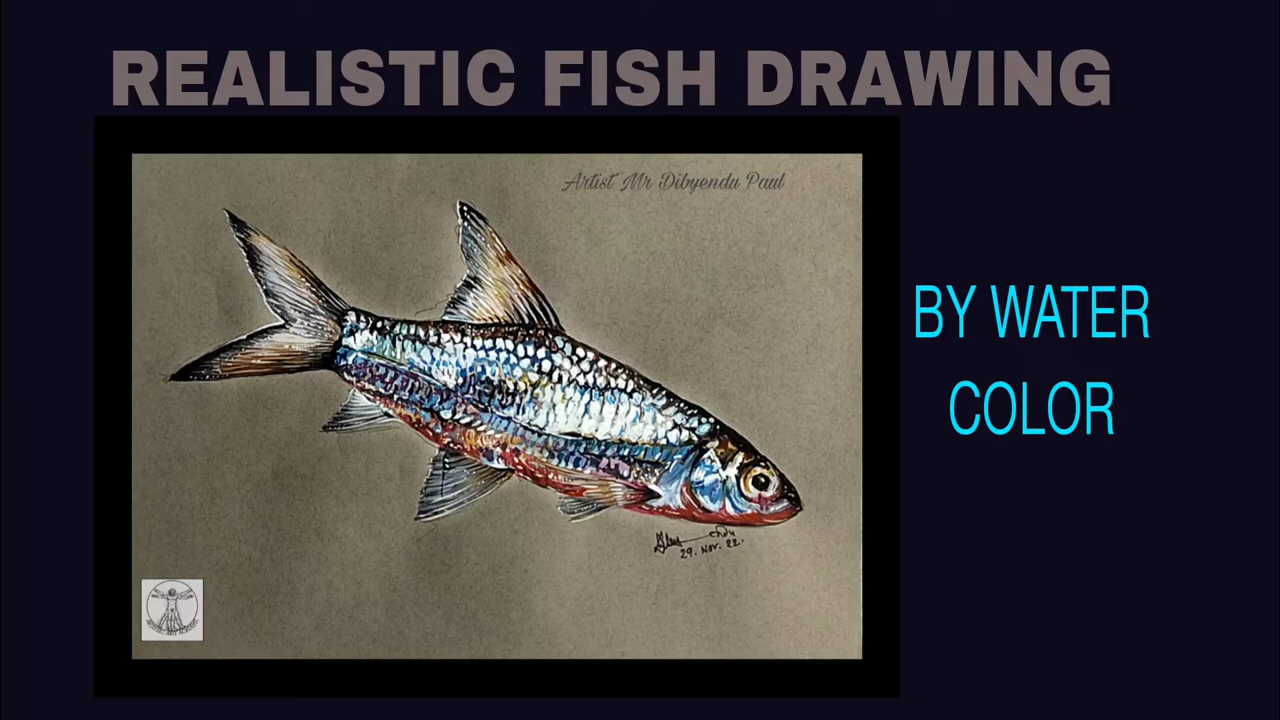 REALISTIC FISH DRAWING
Artist Mr Dibyendu Paul
BY WATER
COLOR
29. Nov. 22.